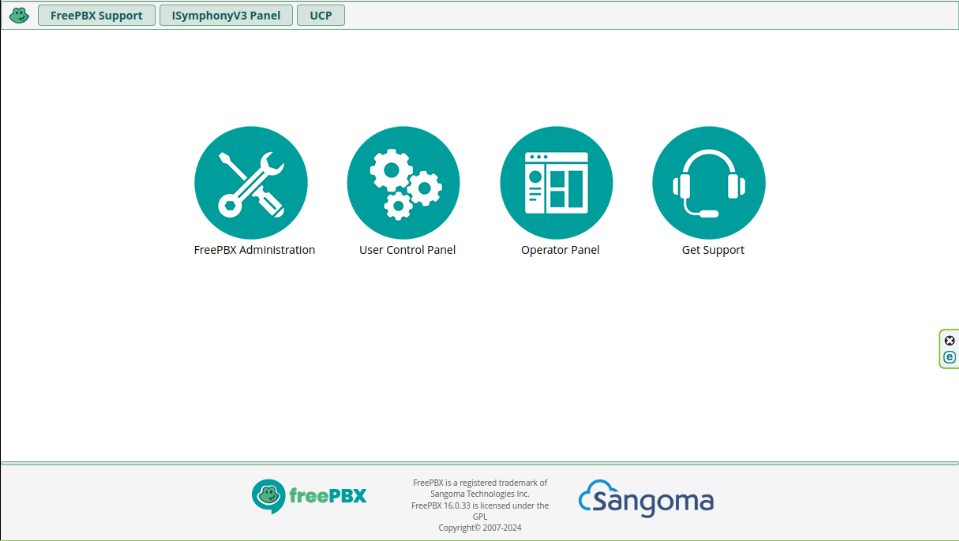 FreePBX Support
ISymphonyV3 Panel
UCP
FreePBX Administration
User Control Panel
Operator Panel
Get Support
e
freePBX
FreePBX is a registered trademark of
Sangoma Technologies Inc.
FreePBX 16.0.33 is licensed under the
GPL
Copyright© 2007-2024
Sangoma